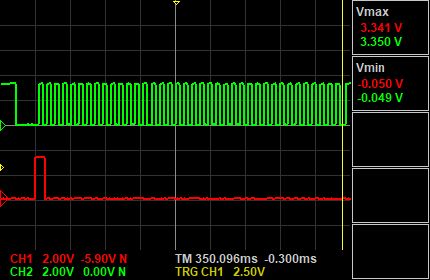 Vmax
3.341 V
3.350 V
Vmin
-0.050 V
-0.049 V
CH1 2.00V -5.90V N TM 350.096ms -0.300ms
CH2 2.00V 0.00V N TRG CH1 2.50V